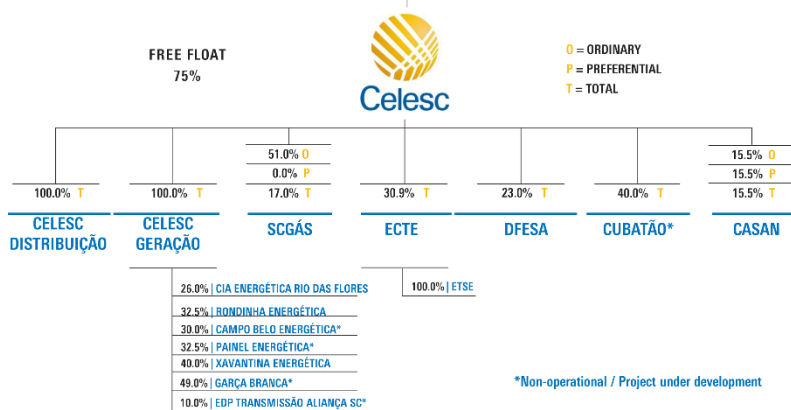 FREE FLOAT
75%
Celesc
O = ORDINARY
P = PREFERENTIAL
T = TOTAL
100.0% T
CELESC
DISTRIBUIÇÃO
100.0% T
CELESC
GERAÇÃO
51.0% O
0.0% P
17.0% T
SCGÁS
30.9% T
ECTE
23.0% T
DFESA
40.0% T
CUBATÃO*
15.5% O
15.5% P
15.5% T
CASAN
26.0% | CIA ENERGÉTICA RIO DAS FLORES
32.5% | RONDINHA ENERGÉTICA
30.0% | CAMPO BELO ENERGÉTICA*
32.5% | PAINEL ENERGÉTICA*
40.0% | XAVANTINA ENERGÉTICA
49.0% | GARÇA BRANCA*
10.0% | EDP TRANSMISSÃO ALIANÇA SC*
100.0% | ETSE
*Non-operational / Project under development